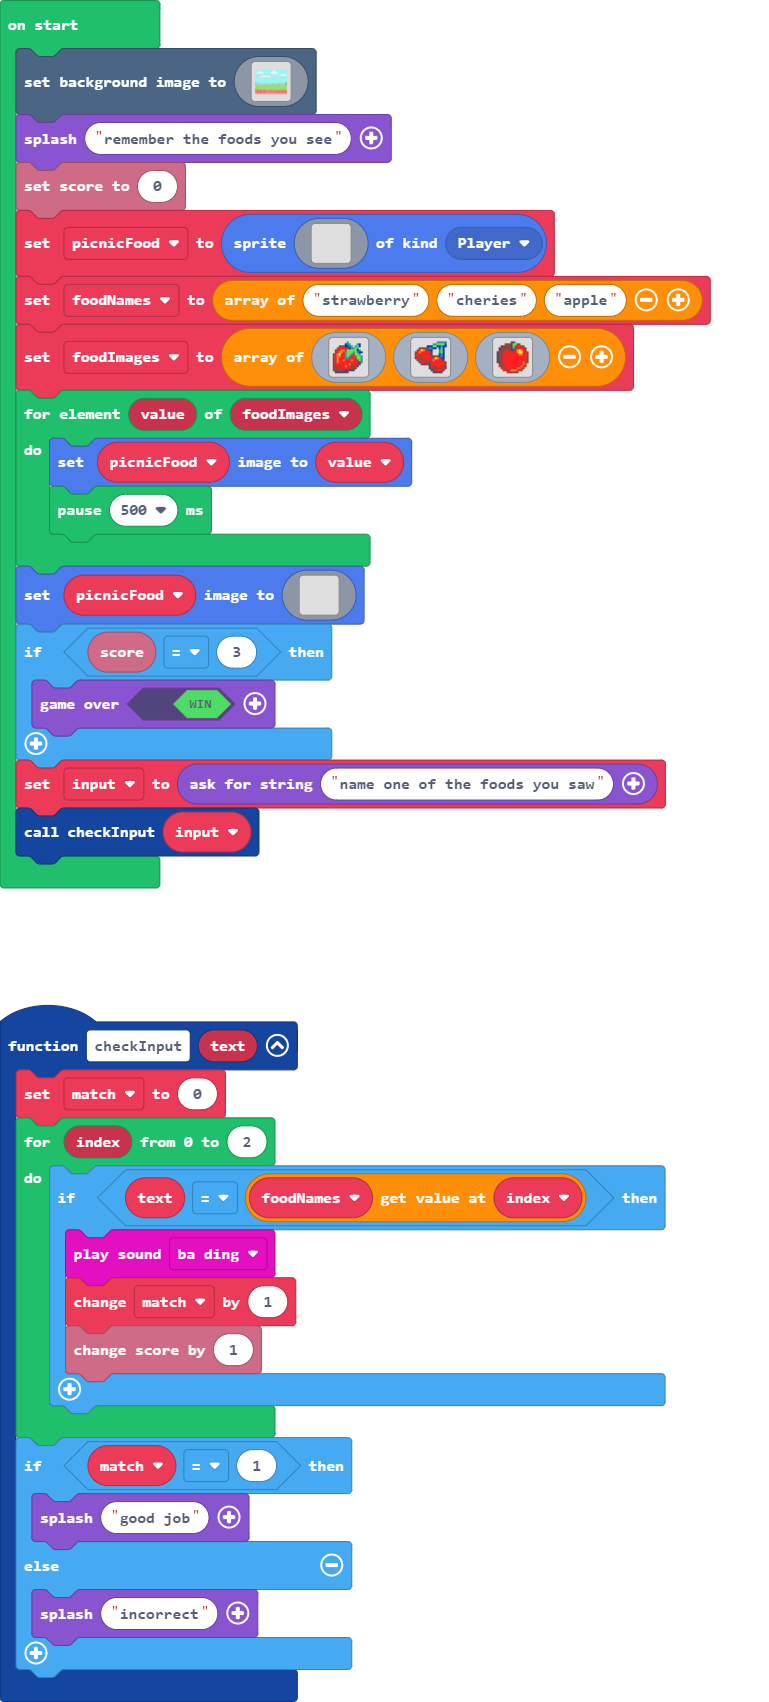 on start
set background image to
splash "remember the foods you see"
set score to 0
set picnicFood to sprite of kind Player
set foodNames to array of "strawberry" "cheries" "apple"
set foodImages to array of
for element value of foodImages
do
set picnicFood image to value
pause 500 ms
set picnicFood image to
if score = 3 then
game over WIN
set input to ask for string "name one of the foods you saw"
call checkInput input
function checkInput text
set match to 0
for index from 0 to 2
do
if text = foodNames get value at index then
play sound ba ding
change match by 1
change score by 1
if match = 1 then
splash "good job"
else
splash "incorrect"